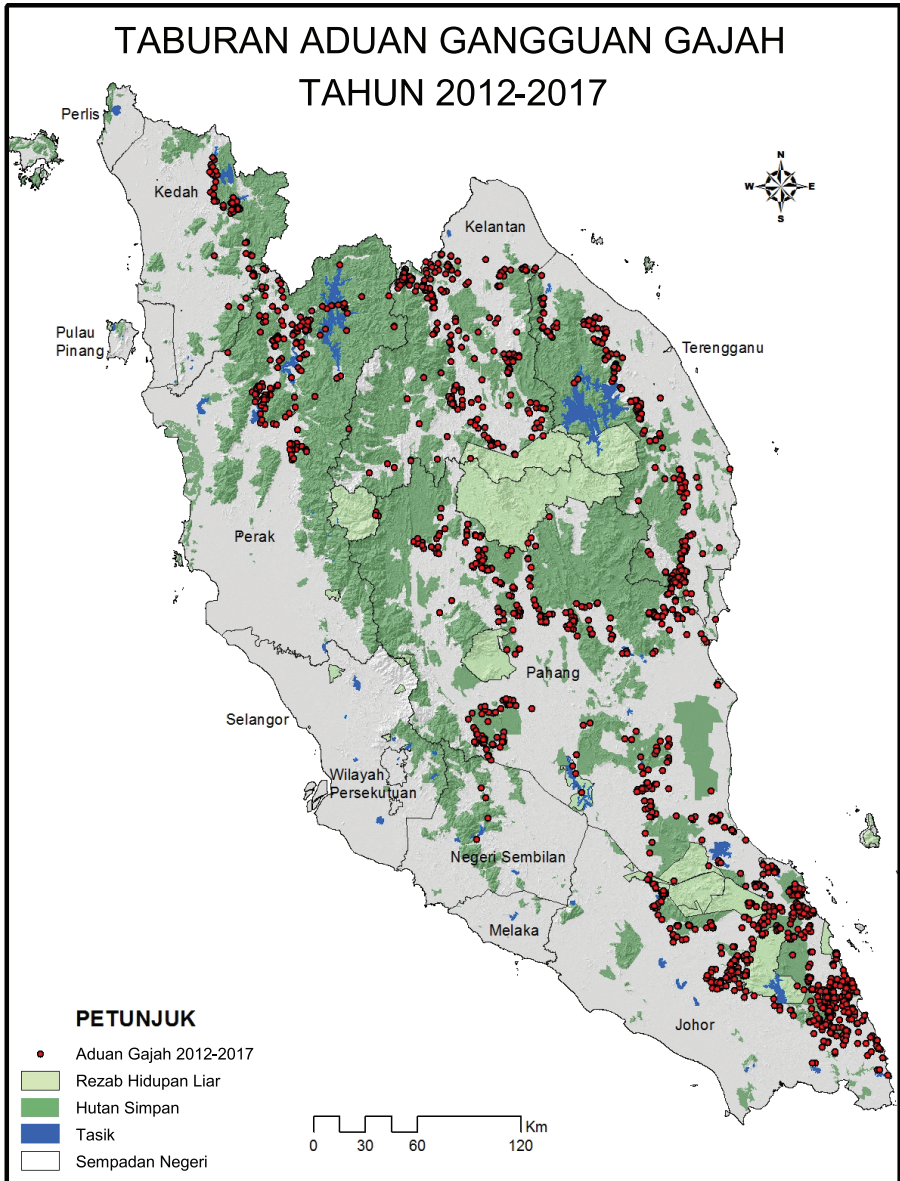 TABURAN ADUAN GANGGUAN GAJAH
TAHUN 2012-2017
Perlis
Kedah
N
W
E
S
Kelantan
Pulau
Pinang
Terengganu
Perak
Pahang
Selangor
Wilayah
Persekutuan
Negeri Sembilan
Melaka
Johor
PETUNJUK
Aduan Gajah 2012-2017
Rezab Hidupan Liar
Hutan Simpan
Tasik
Sempadan Negeri
Km
0 30 60 120